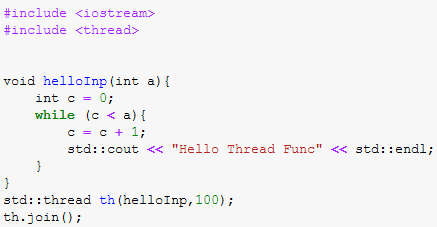 #include <iostream>
#include <thread>
void helloInp(int a){
    int c = 0;
    while (c < a){
        c = c + 1;
        std::cout << "Hello Thread Func" << std::endl;
    }
}
std::thread th(helloInp,100);
th.join();